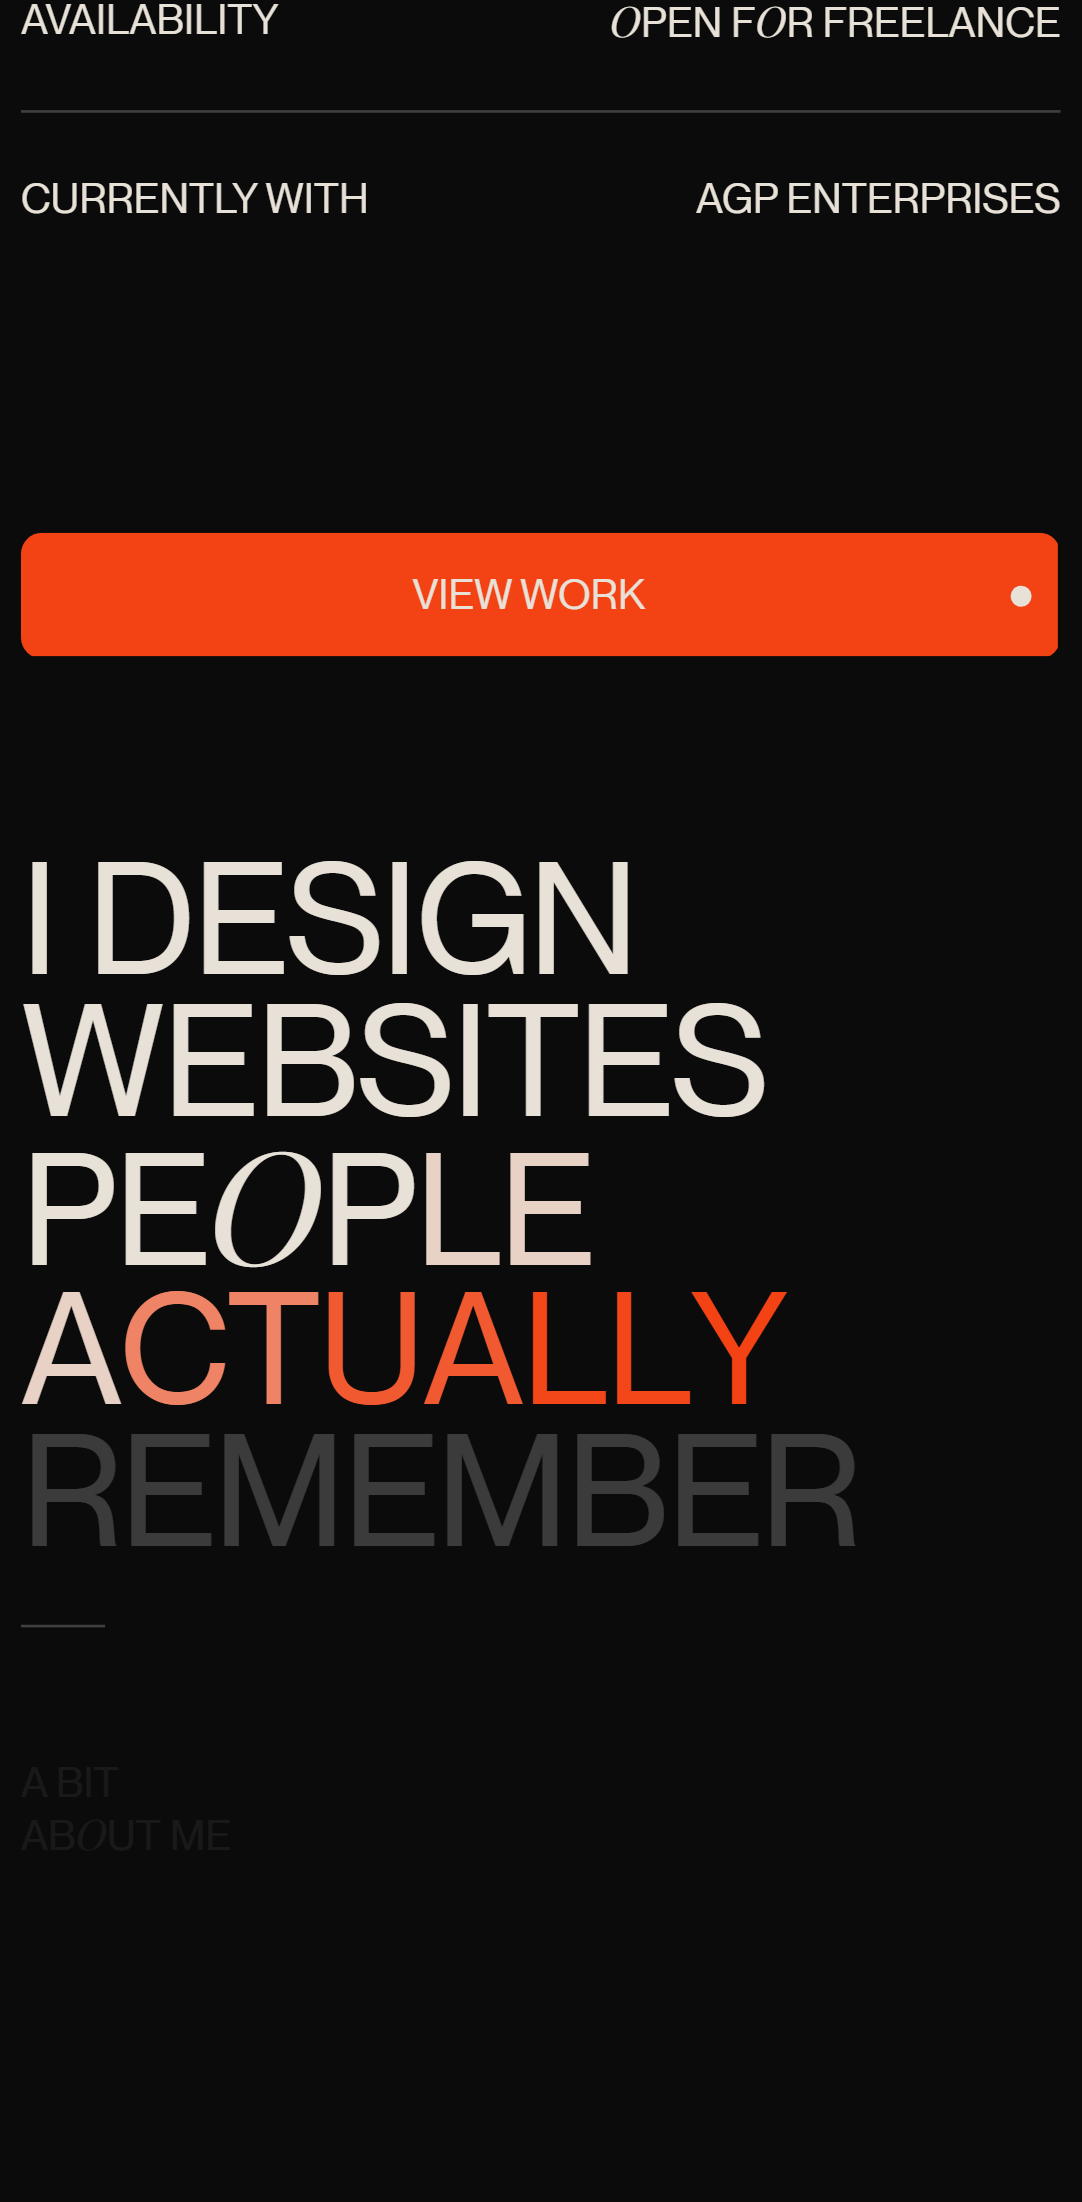 AVAILABILITY OPEN FOR FREELANCE
CURRENTLY WITH AGP ENTERPRISES
VIEW WORK
I DESIGN
WEBSITES
PEOPLE
ACTUALLY
REMEMBER
A BIT
ABOUT ME